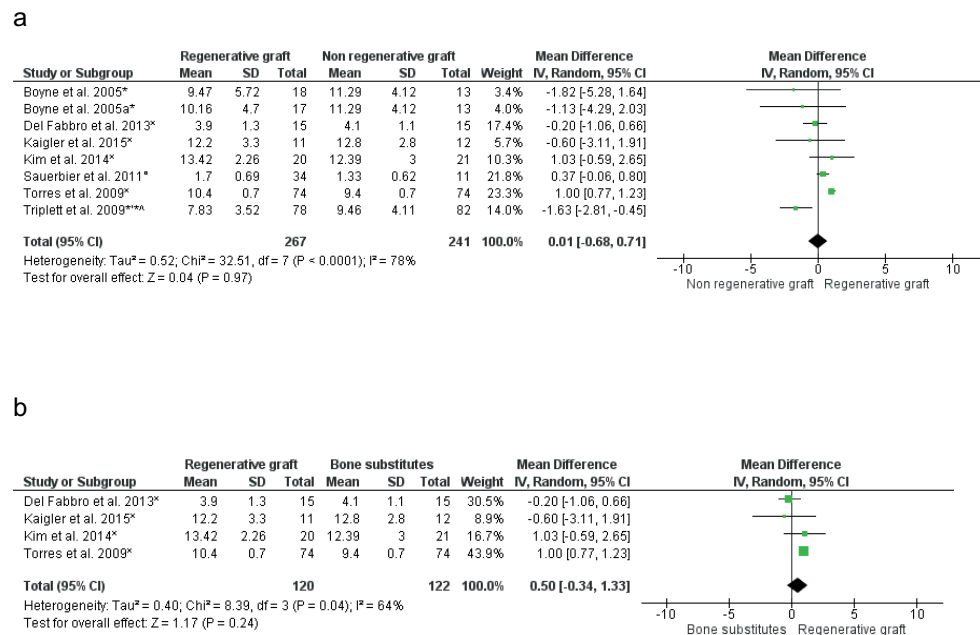 a
Regenerative graft Non regenerative graft Mean Difference Mean Difference
Study or Subgroup Mean SD Total Mean SD Total Weight IV, Random, 95% CI IV, Random, 95% CI
Boyne et al. 2005* 9.47 5.72 18 11.29 4.12 13 3.4% -1.82 [-5.28, 1.64]
Boyne et al. 2005a* 10.16 4.7 17 11.29 4.12 13 4.0% -1.13 [-4.29, 2.03]
Del Fabbro et al. 2013ˣ 3.9 1.3 15 4.1 1.1 15 17.4% -0.20 [-1.06, 0.66]
Kaigler et al. 2015ˣ 12.2 3.3 11 12.8 2.8 12 5.7% -0.60 [-3.11, 1.91]
Kim et al. 2014ˣ 13.42 2.26 20 12.39 3 21 10.3% 1.03 [-0.59, 2.65]
Sauerbier et al. 2011 1.7 0.69 34 1.33 0.62 11 21.8% 0.37 [-0.06, 0.80]
Torres et al. 2009ˣ 10.4 0.7 74 9.4 0.7 74 23.3% 1.00 [0.77, 1.23]
Triplett et al. 2009 7.83 3.52 78 9.46 4.11 82 14.0% -1.63 [-2.81, -0.45]
Total (95% CI) 267 241 100.0% 0.01 [-0.68, 0.71]
Heterogeneity: Tau² = 0.52; Chi² = 32.51, df = 7 (P < 0.0001); I² = 78%
Test for overall effect: Z = 0.04 (P = 0.97)
-10 -5 0 5 10
Non regenerative graft Regenerative graft
b
Regenerative graft Bone substitutes Mean Difference Mean Difference
Study or Subgroup Mean SD Total Mean SD Total Weight IV, Random, 95% CI IV, Random, 95% CI
Del Fabbro et al. 2013ˣ 3.9 1.3 15 4.1 1.1 15 30.5% -0.20 [-1.06, 0.66]
Kaigler et al. 2015ˣ 12.2 3.3 11 12.8 2.8 12 8.9% -0.60 [-3.11, 1.91]
Kim et al. 2014ˣ 13.42 2.26 20 12.39 3 21 16.7% 1.03 [-0.59, 2.65]
Torres et al. 2009ˣ 10.4 0.7 74 9.4 0.7 74 43.9% 1.00 [0.77, 1.23]
Total (95% CI) 120 122 100.0% 0.50 [-0.34, 1.33]
Heterogeneity: Tau² = 0.40; Chi² = 8.39, df = 3 (P = 0.04); I² = 64%
Test for overall effect: Z = 1.17 (P = 0.24)
-10 -5 0 5 10
Bone substitutes Regenerative graft